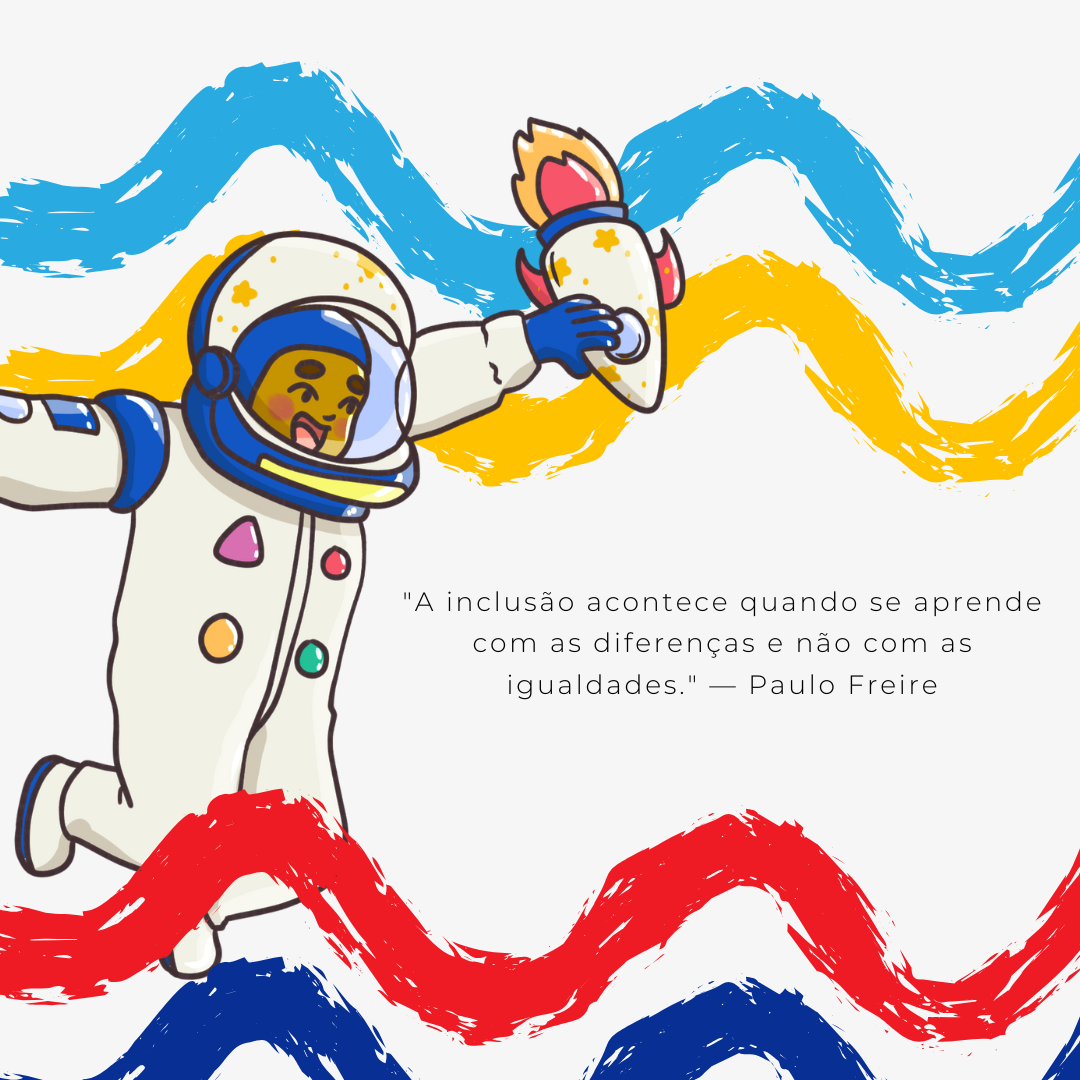 "A inclusão acontece quando se aprende
com as diferenças e não com as
igualdades." — Paulo Freire